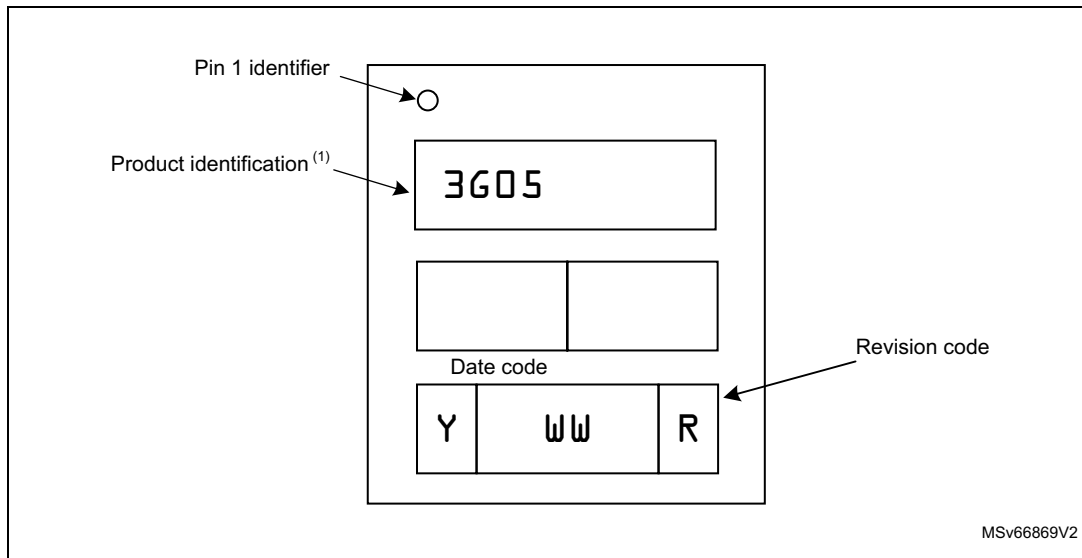 Pin 1 identifier
Product identification (1)
3G05
Revision code
Date code
Y WW R
MSv66869V2